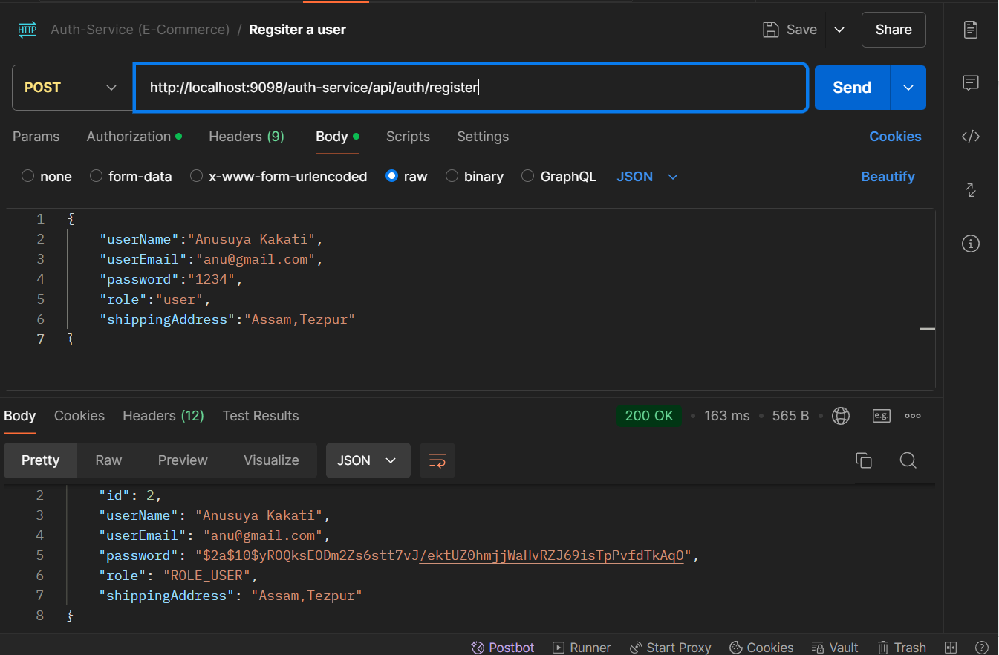 HTTP Auth-Service (E-Commerce) / Regsiter a user Save Share
POST http://localhost:9098/auth-service/api/auth/register Send
Params Authorization Headers (9) Body Scripts Settings Cookies
none form-data x-www-form-urlencoded raw binary GraphQL JSON Beautify
1 {
2 "userName":"Anusuya Kakati",
3 "userEmail":"anu@gmail.com",
4 "password":"1234",
5 "role":"user",
6 "shippingAddress":"Assam,Tezpur"
7 }
Body Cookies Headers (12) Test Results 200 OK • 163 ms • 565 B • e.g.
Pretty Raw Preview Visualize JSON
2 "id": 2,
3 "userName": "Anusuya Kakati",
4 "userEmail": "anu@gmail.com",
5 "password": "$2a$10$yROQksEODm2Zs6stt7vJ/ektUZ0hmjjWaHvRZJ69isTpPvfdTkAqO",
6 "role": "ROLE_USER",
7 "shippingAddress": "Assam,Tezpur"
8 }
Postbot Runner Start Proxy Cookies Vault Trash